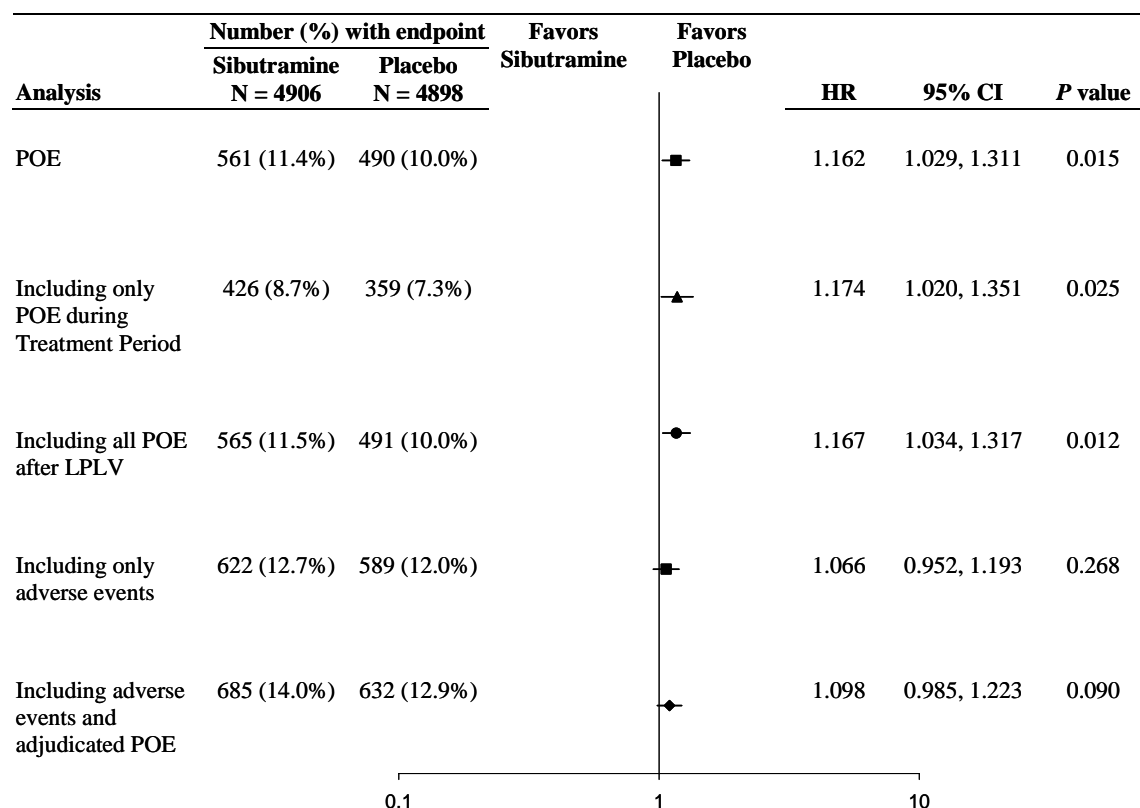 Number (%) with endpoint Favors Favors
Sibutramine Placebo Sibutramine Placebo
Analysis N = 4906 N = 4898 HR 95% CI P value
POE 561 (11.4%) 490 (10.0%) 1.162 1.029, 1.311 0.015
Including only 426 (8.7%) 359 (7.3%) 1.174 1.020, 1.351 0.025
POE during
Treatment Period
Including all POE 565 (11.5%) 491 (10.0%) 1.167 1.034, 1.317 0.012
after LPLV
Including only 622 (12.7%) 589 (12.0%) 1.066 0.952, 1.193 0.268
adverse events
Including adverse 685 (14.0%) 632 (12.9%) 1.098 0.985, 1.223 0.090
events and
adjudicated POE
0.1 1 10